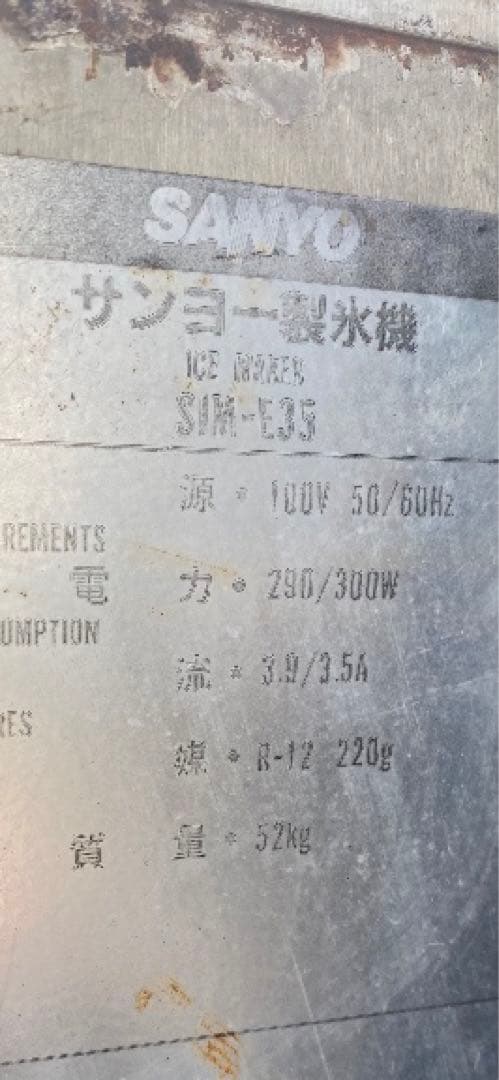 SANYO
サンヨー製氷機
ICE MAKER
SIM-E35
源 • 100V 50/60Hz
REMENTS
電 力 • 290/300W
UMPTION
流 • 3.9/3.5A
RES
媒 • R-12 220g
質 量 • 52kg